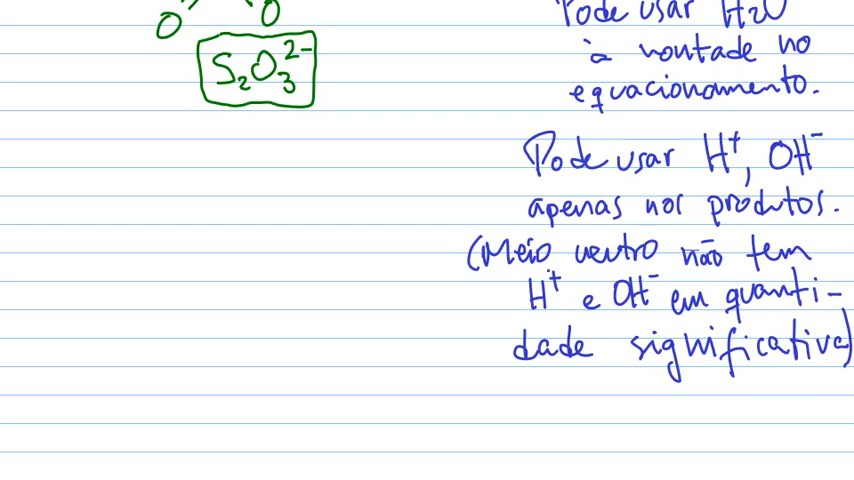 O O
S₂O₃²⁻
Pode usar H₂O
à vontade no
equacionamento.
Pode usar H⁺, OH⁻
apenas nos produtos.
(Meio neutro não tem
H⁺ e OH⁻ em quanti-
dade significativa)